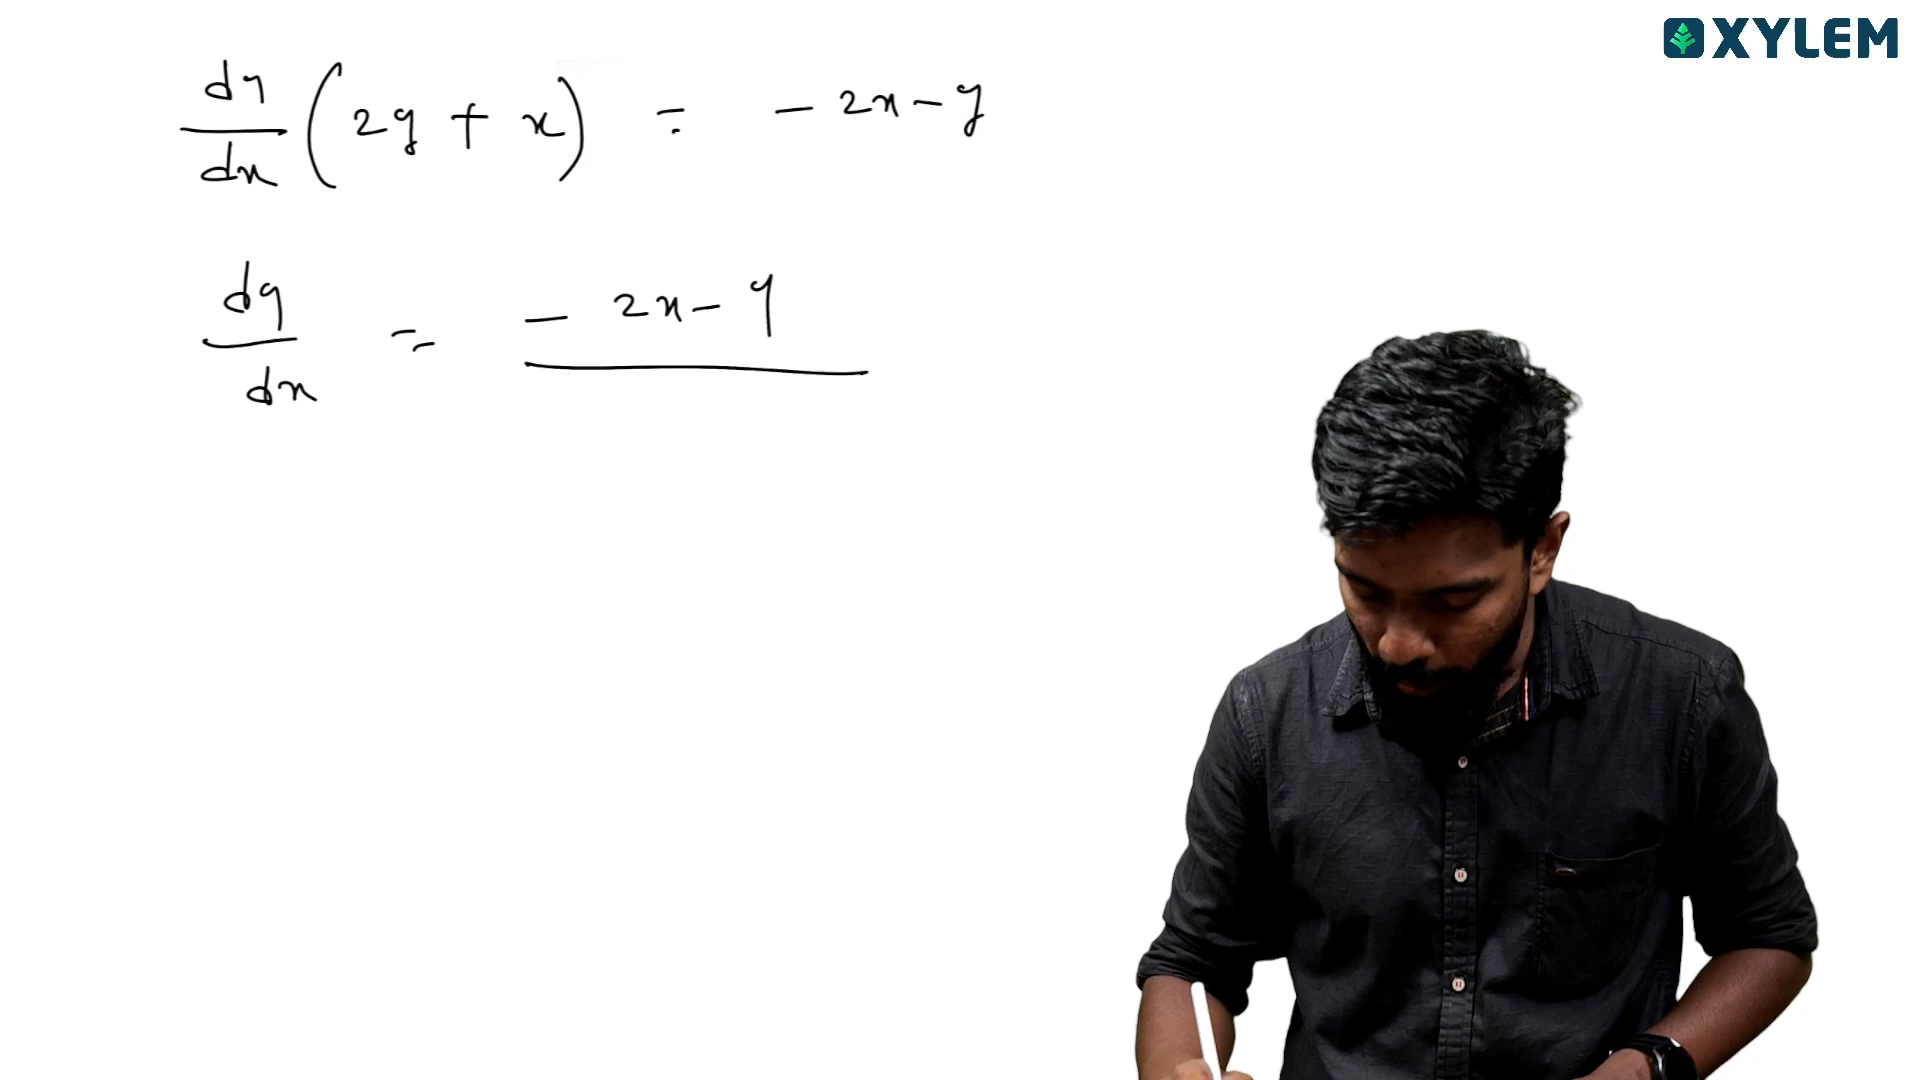 XYLEM
dy/dx (2y + x) = - 2x - y
dy/dx = - 2x - y